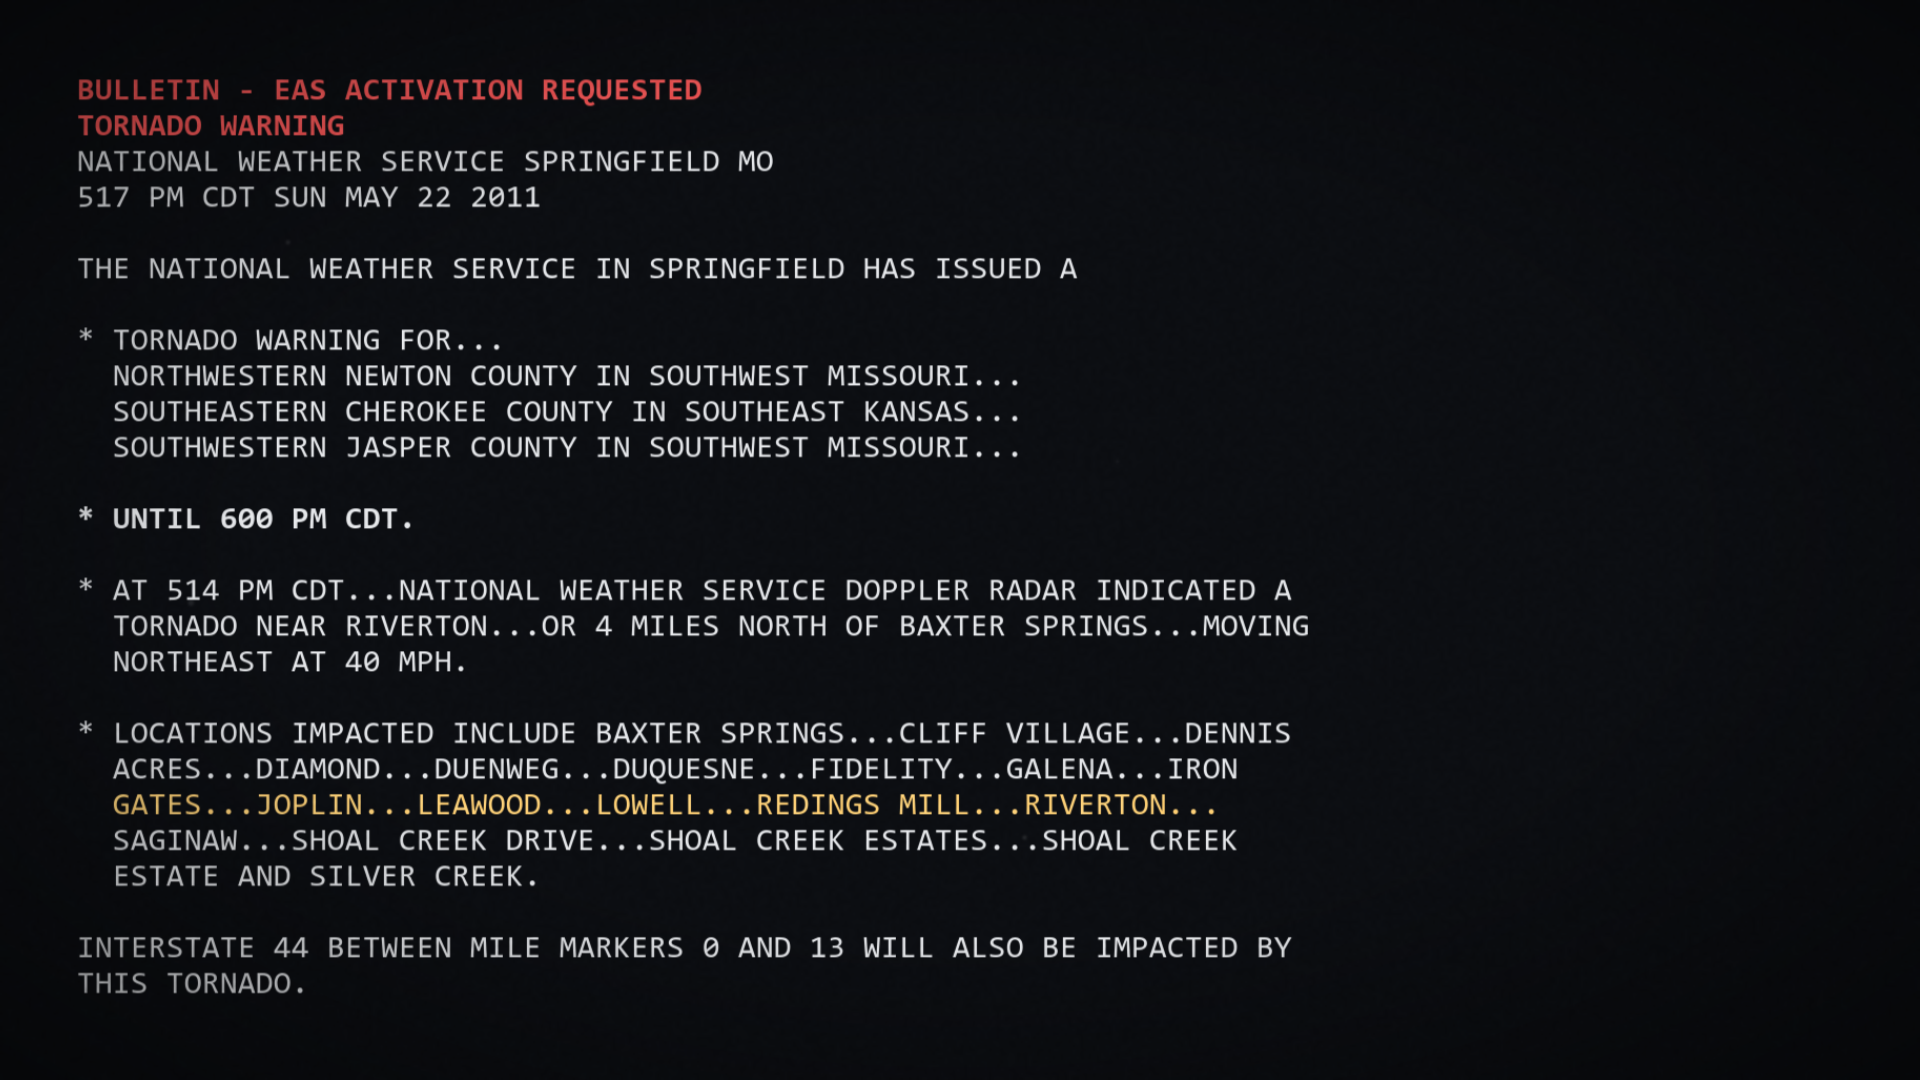 BULLETIN - EAS ACTIVATION REQUESTED
TORNADO WARNING
NATIONAL WEATHER SERVICE SPRINGFIELD MO
517 PM CDT SUN MAY 22 2011
THE NATIONAL WEATHER SERVICE IN SPRINGFIELD HAS ISSUED A
* TORNADO WARNING FOR...
NORTHWESTERN NEWTON COUNTY IN SOUTHWEST MISSOURI...
SOUTHEASTERN CHEROKEE COUNTY IN SOUTHEAST KANSAS...
SOUTHWESTERN JASPER COUNTY IN SOUTHWEST MISSOURI...
* UNTIL 600 PM CDT.
* AT 514 PM CDT...NATIONAL WEATHER SERVICE DOPPLER RADAR INDICATED A
TORNADO NEAR RIVERTON...OR 4 MILES NORTH OF BAXTER SPRINGS...MOVING
NORTHEAST AT 40 MPH.
* LOCATIONS IMPACTED INCLUDE BAXTER SPRINGS...CLIFF VILLAGE...DENNIS
ACRES...DIAMOND...DUENWEG...DUQUESNE...FIDELITY...GALENA...IRON
GATES...JOPLIN...LEAWOOD...LOWELL...REDINGS MILL...RIVERTON...
SAGINAW...SHOAL CREEK DRIVE...SHOAL CREEK ESTATES...SHOAL CREEK
ESTATE AND SILVER CREEK.
INTERSTATE 44 BETWEEN MILE MARKERS 0 AND 13 WILL ALSO BE IMPACTED BY
THIS TORNADO.